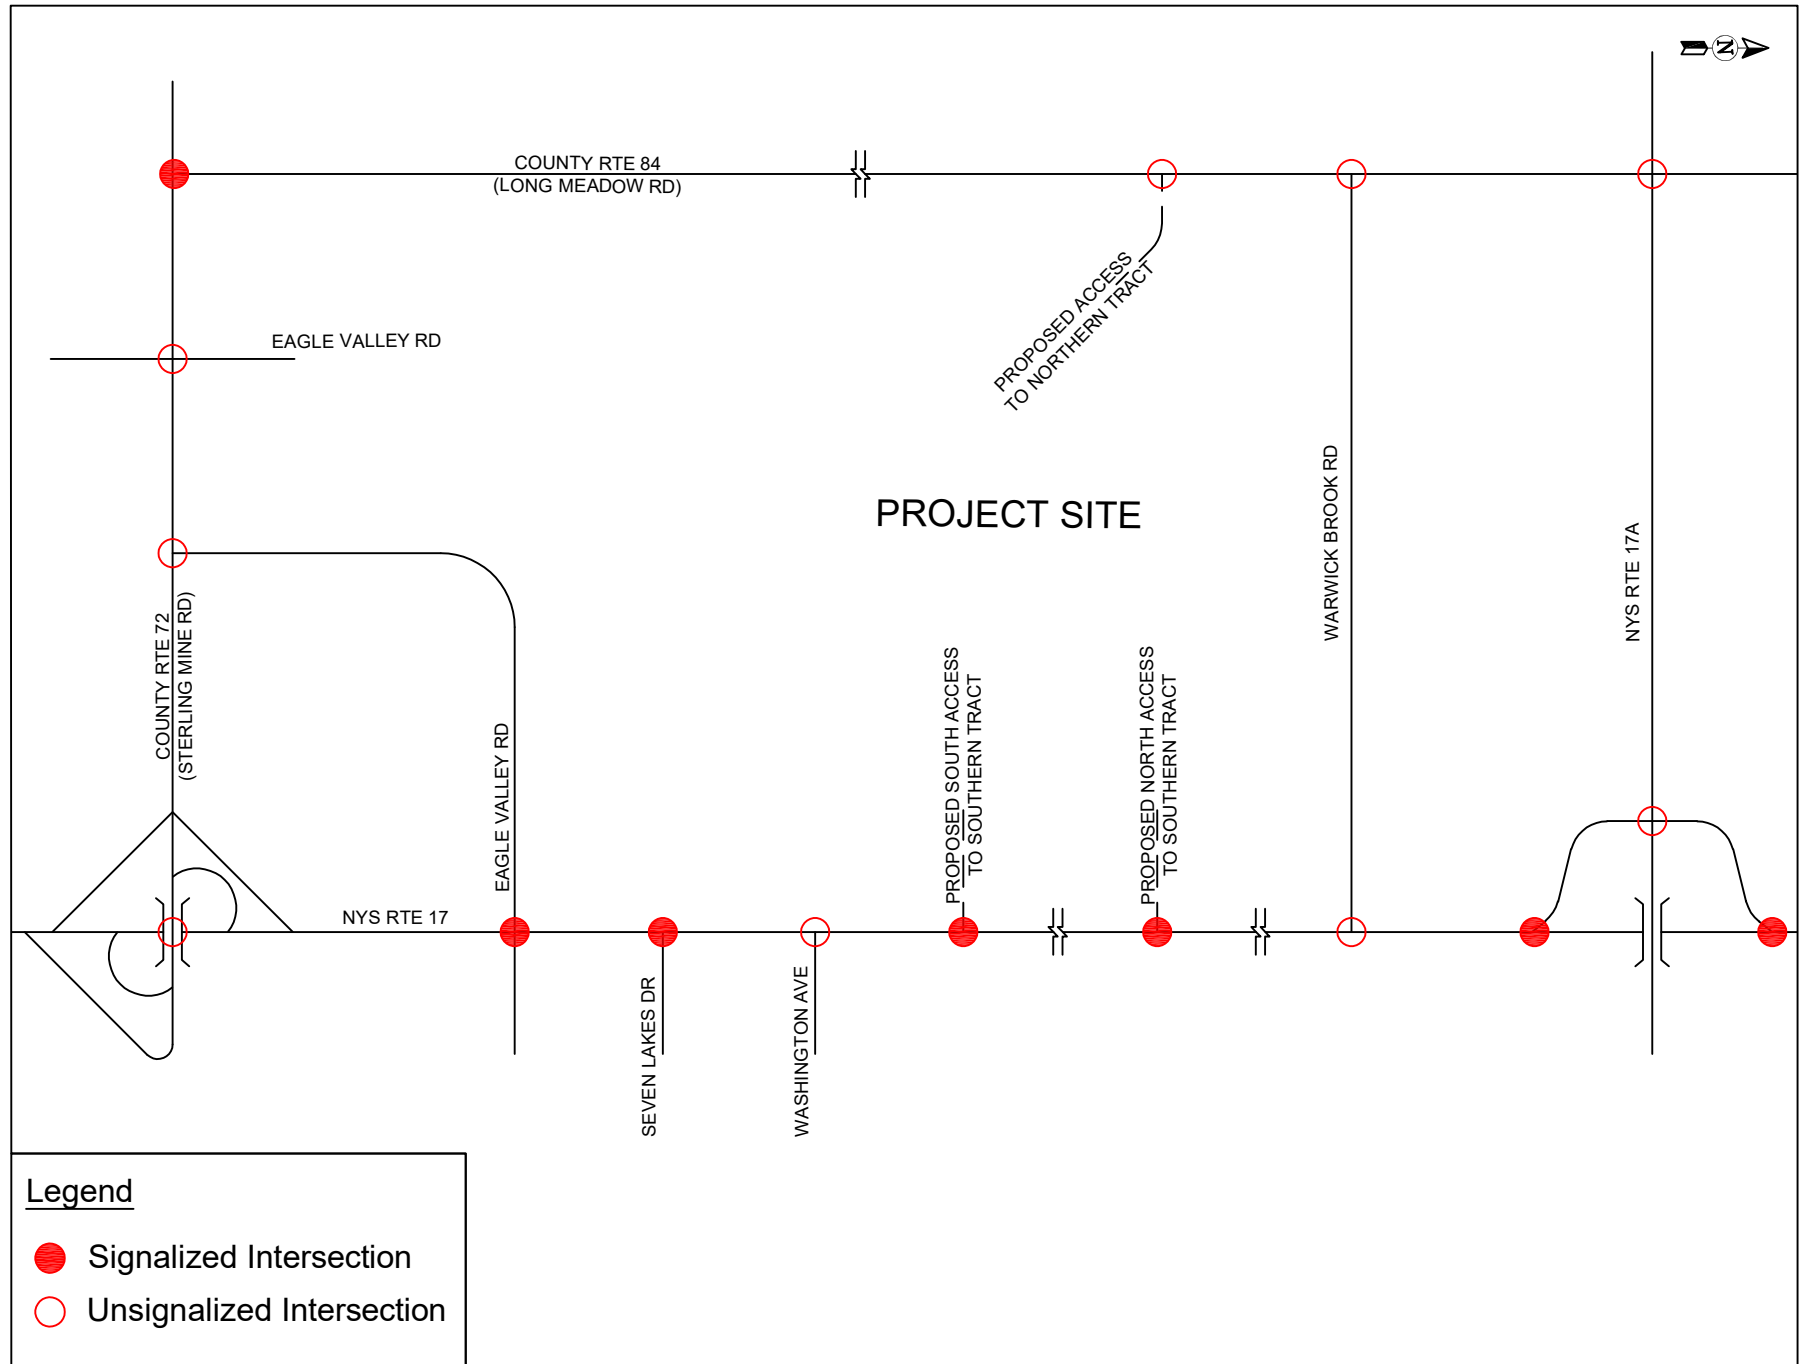 N
COUNTY RTE 84
(LONG MEADOW RD)
EAGLE VALLEY RD
PROPOSED ACCESS
TO NORTHERN TRACT
PROJECT SITE
WARWICK BROOK RD
NYS RTE 17A
COUNTY RTE 72
(STERLING MINE RD)
EAGLE VALLEY RD
PROPOSED SOUTH ACCESS
TO SOUTHERN TRACT
PROPOSED NORTH ACCESS
TO SOUTHERN TRACT
NYS RTE 17
SEVEN LAKES DR
WASHINGTON AVE
Legend
Signalized Intersection
Unsignalized Intersection